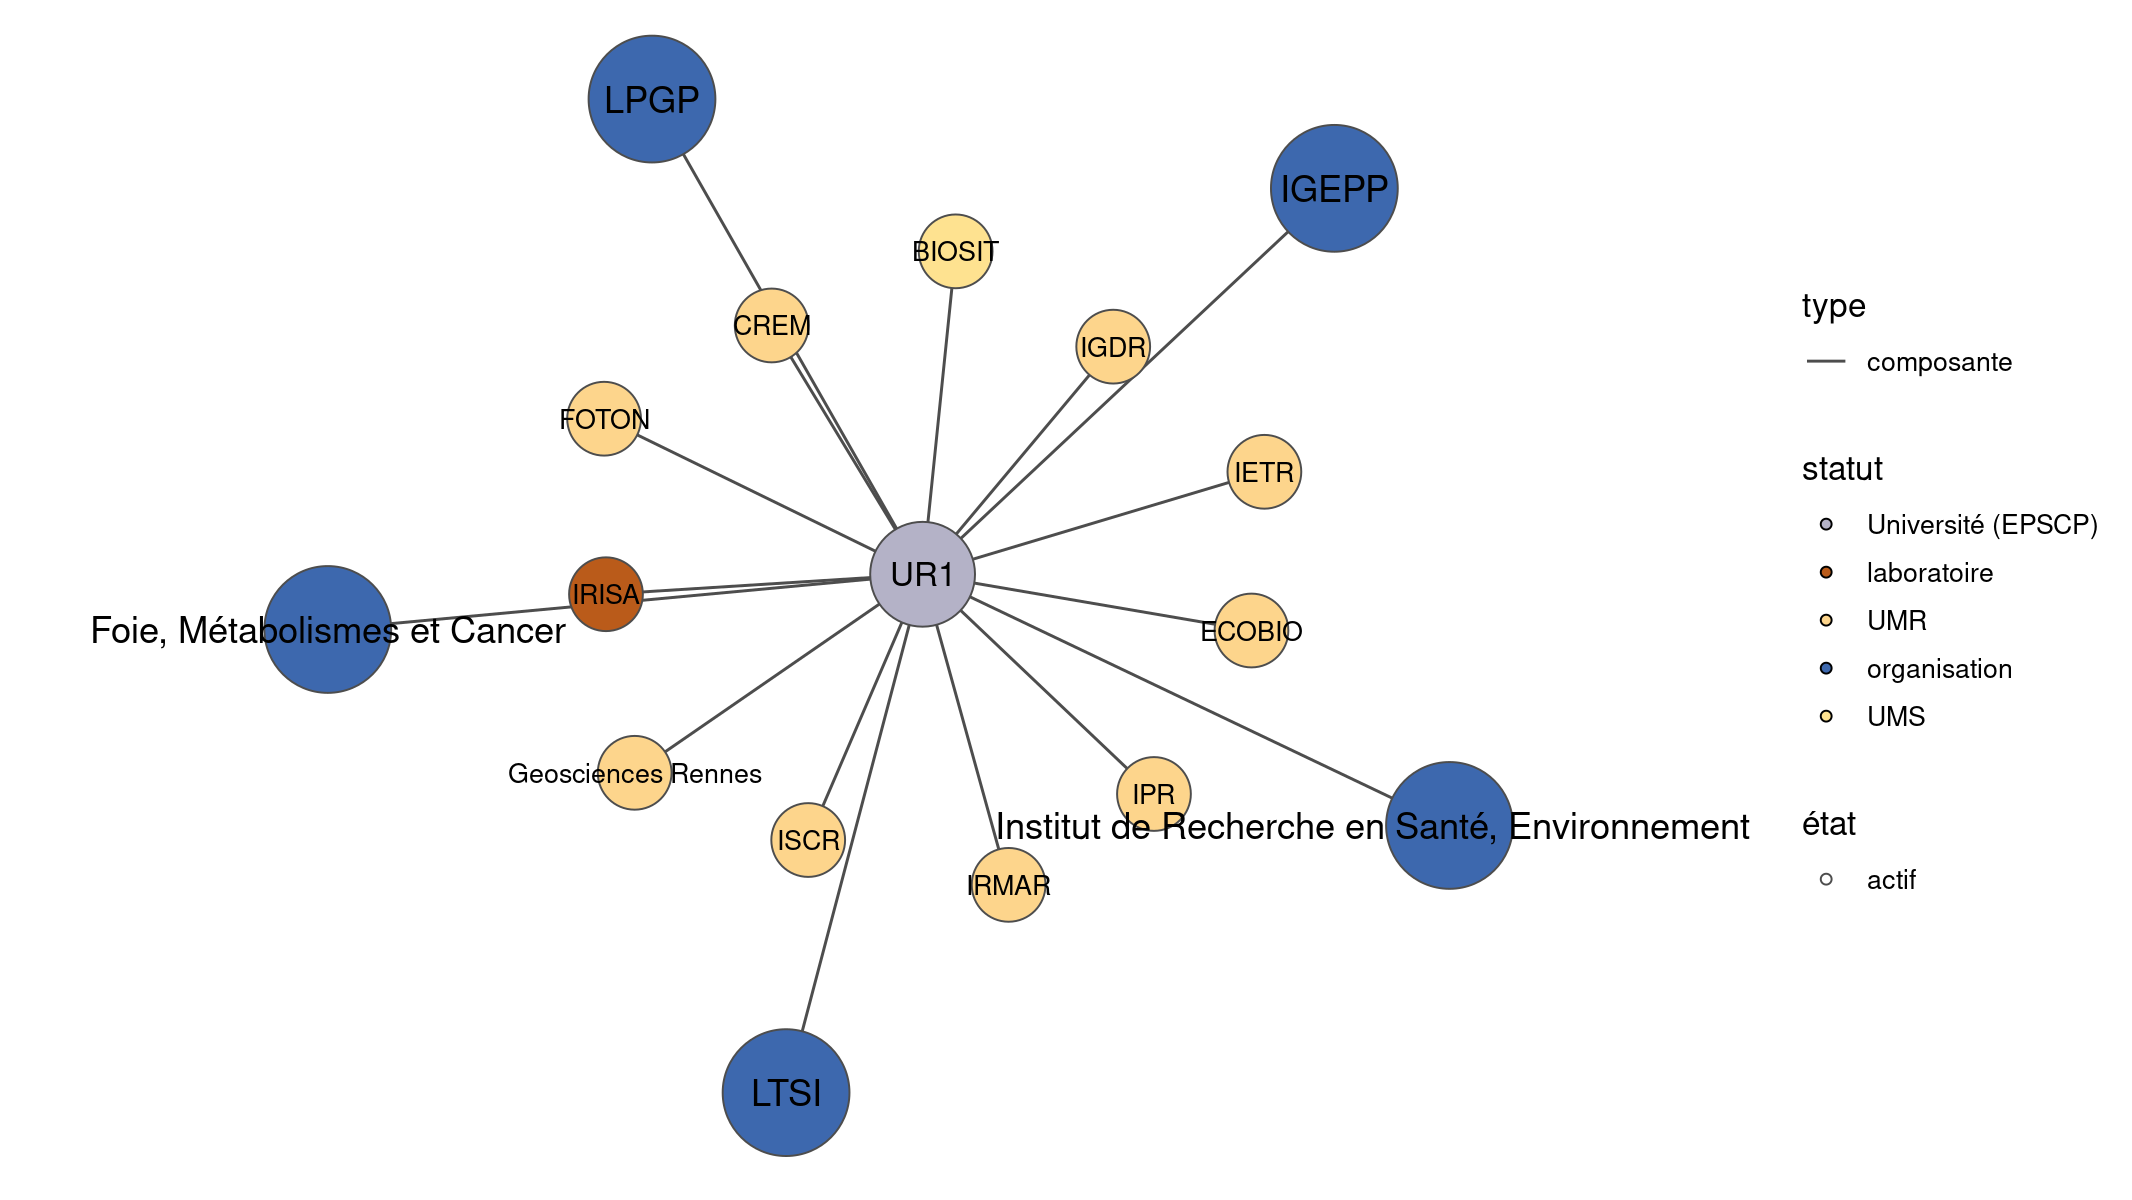 LPGP
IGEPP
BIOSIT
CREM
IGDR
FOTON
IETR
UR1
IRISA
Foie, Métabolismes et Cancer
ECOBIO
Geosciences Rennes
IPR
Institut de Recherche en Santé, Environnement
ISCR
IRMAR
LTSI
type
composante
statut
Université (EPSCP)
laboratoire
UMR
organisation
UMS
état
actif